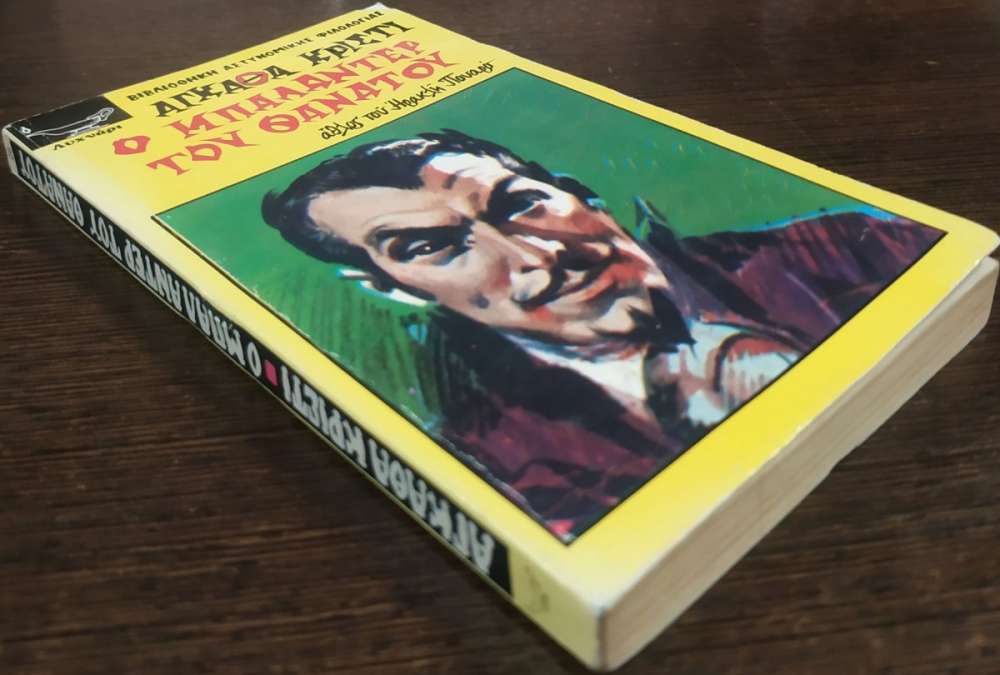 ΒΙΒΛΙΟΘΗΚΗ ΑΣΤΥΝΟΜΙΚΗΣ ΦΙΛΟΛΟΓΙΑΣ
ΑΓΚΑΘΑ ΚΡΙΣΤΙ
Ο ΜΠΑΛΑΝΤΕΡ
ΤΟΥ ΘΑΝΑΤΟΥ
ἆθλος τοῦ Ἡρακλῆ Πουαρό
Λυχνάρι
ΑΓΚΑΘΑ ΚΡΙΣΤΙ Ο ΜΠΑΛΑΝΤΕΡ ΤΟΥ ΘΑΝΑΤΟΥ